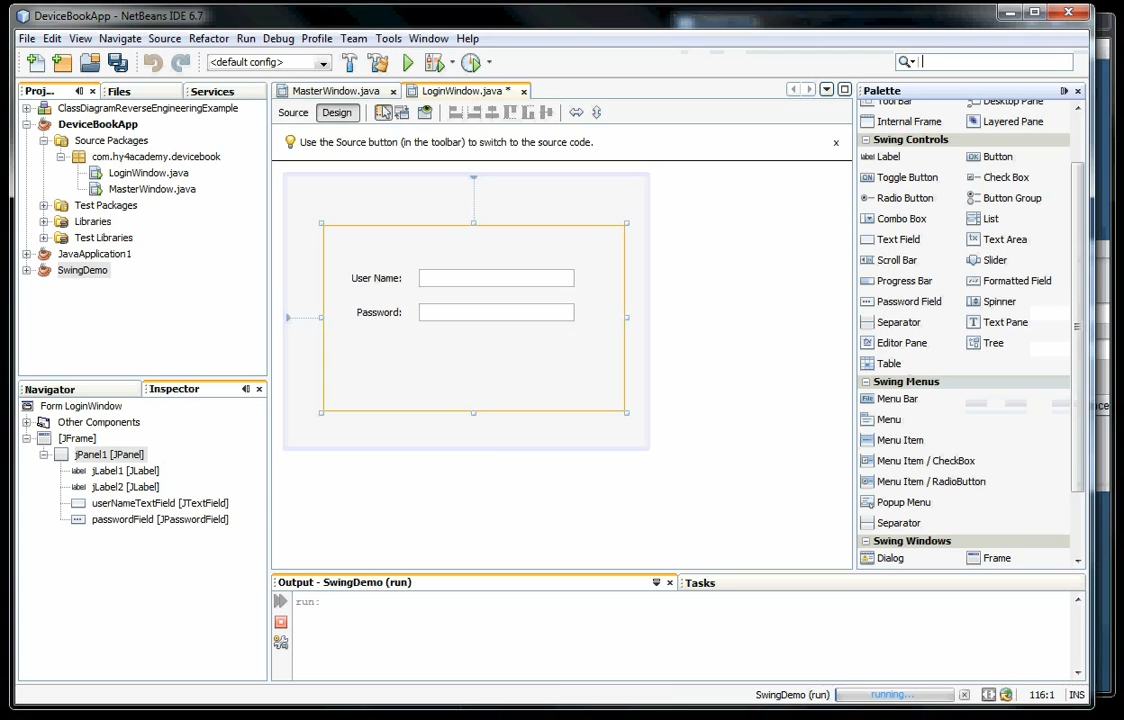 DeviceBookApp - NetBeans IDE 6.7
File Edit View Navigate Source Refactor Run Debug Profile Team Tools Window Help
<default config>
Proj... Files Services
ClassDiagramReverseEngineeringExample
DeviceBookApp
Source Packages
com.hy4academy.devicebook
LoginWindow.java
MasterWindow.java
Test Packages
Libraries
Test Libraries
JavaApplication1
SwingDemo
Navigator Inspector
Form LoginWindow
Other Components
[JFrame]
jPanel1 [JPanel]
label jLabel1 [JLabel]
label jLabel2 [JLabel]
userNameTextField [JTextField]
passwordField [JPasswordField]
MasterWindow.java x LoginWindow.java * x
Source Design
Use the Source button (in the toolbar) to switch to the source code. x
User Name:
Password:
Output - SwingDemo (run) Tasks
run:
Palette
Tool Bar Desktop Pane
Internal Frame Layered Pane
Swing Controls
label Label OK Button
ON Toggle Button Check Box
Radio Button Button Group
Combo Box List
Text Field Text Area
Scroll Bar Slider
Progress Bar Formatted Field
Password Field Spinner
Separator Text Pane
Editor Pane Tree
Table
Swing Menus
Menu Bar
Menu
Menu Item
Menu Item / CheckBox
Menu Item / RadioButton
Popup Menu
Separator
Swing Windows
Dialog Frame
SwingDemo (run) running... 116:1 INS